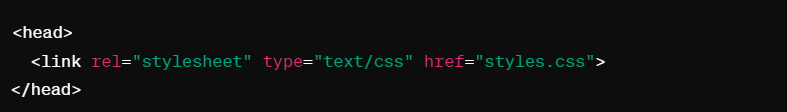 <head>
  <link rel="stylesheet" type="text/css" href="styles.css">
</head>